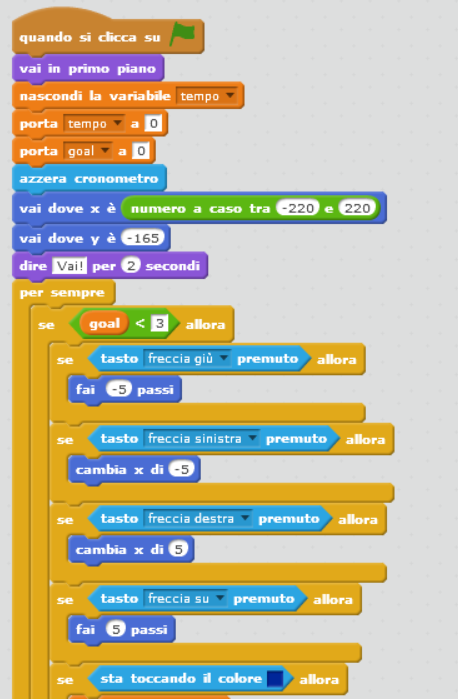 quando si clicca su
vai in primo piano
nascondi la variabile tempo
porta tempo a 0
porta goal a 0
azzera cronometro
vai dove x è numero a caso tra -220 e 220
vai dove y è -165
dire Vai! per 2 secondi
per sempre
se goal < 3 allora
se tasto freccia giù premuto allora
fai -5 passi
se tasto freccia sinistra premuto allora
cambia x di -5
se tasto freccia destra premuto allora
cambia x di 5
se tasto freccia su premuto allora
fai 5 passi
se sta toccando il colore allora